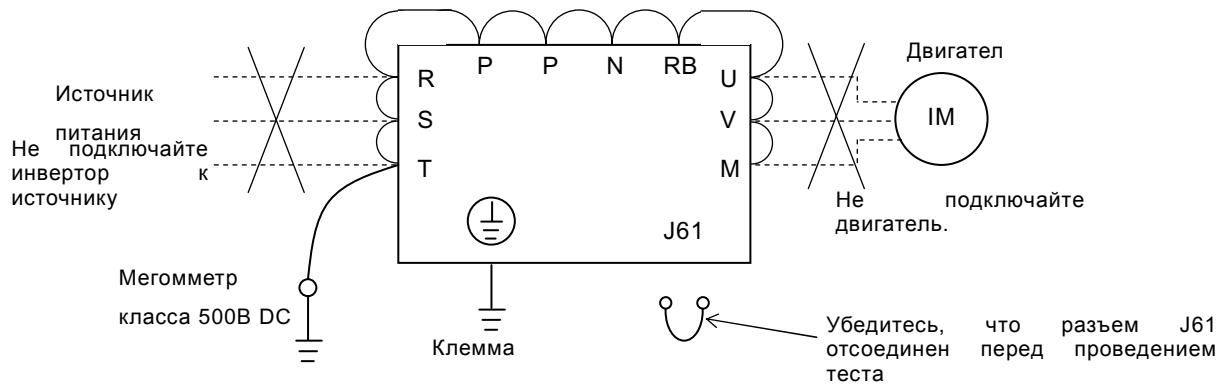 Источник
питания
Не подключайте
инвертор к
источнику
R
S
T
P P N RB
U
V
M
J61
Двигател
IM
Не подключайте
двигатель.
Мегомметр
класса 500В DC
Клемма
Убедитесь, что разъем J61
отсоединен перед проведением
теста